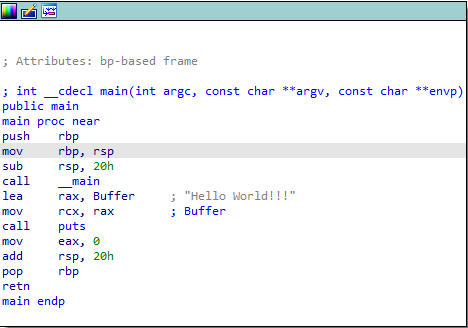 ; Attributes: bp-based frame
; int __cdecl main(int argc, const char **argv, const char **envp)
public main
main proc near
push    rbp
mov     rbp, rsp
sub     rsp, 20h
call    __main
lea     rax, Buffer     ; "Hello World!!!"
mov     rcx, rax        ; Buffer
call    puts
mov     eax, 0
add     rsp, 20h
pop     rbp
retn
main endp